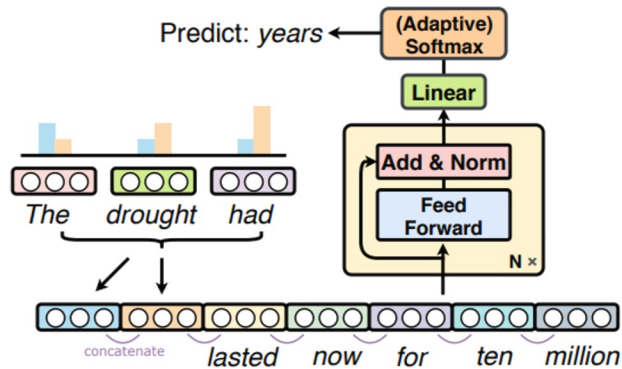 Predict: years
(Adaptive)
Softmax
Linear
Add & Norm
Feed
Forward
N ×
The drought had
concatenate
lasted now for ten million